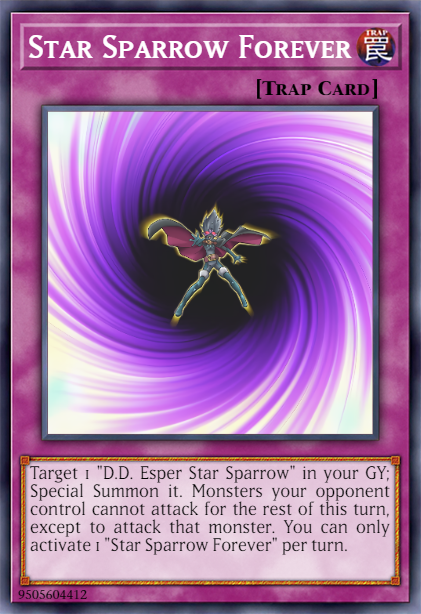 STAR SPARROW FOREVER
TRAP
罠
[TRAP CARD]
Target 1 "D.D. Esper Star Sparrow" in your GY;
Special Summon it. Monsters your opponent
control cannot attack for the rest of this turn,
except to attack that monster. You can only
activate 1 "Star Sparrow Forever" per turn.
9505604412